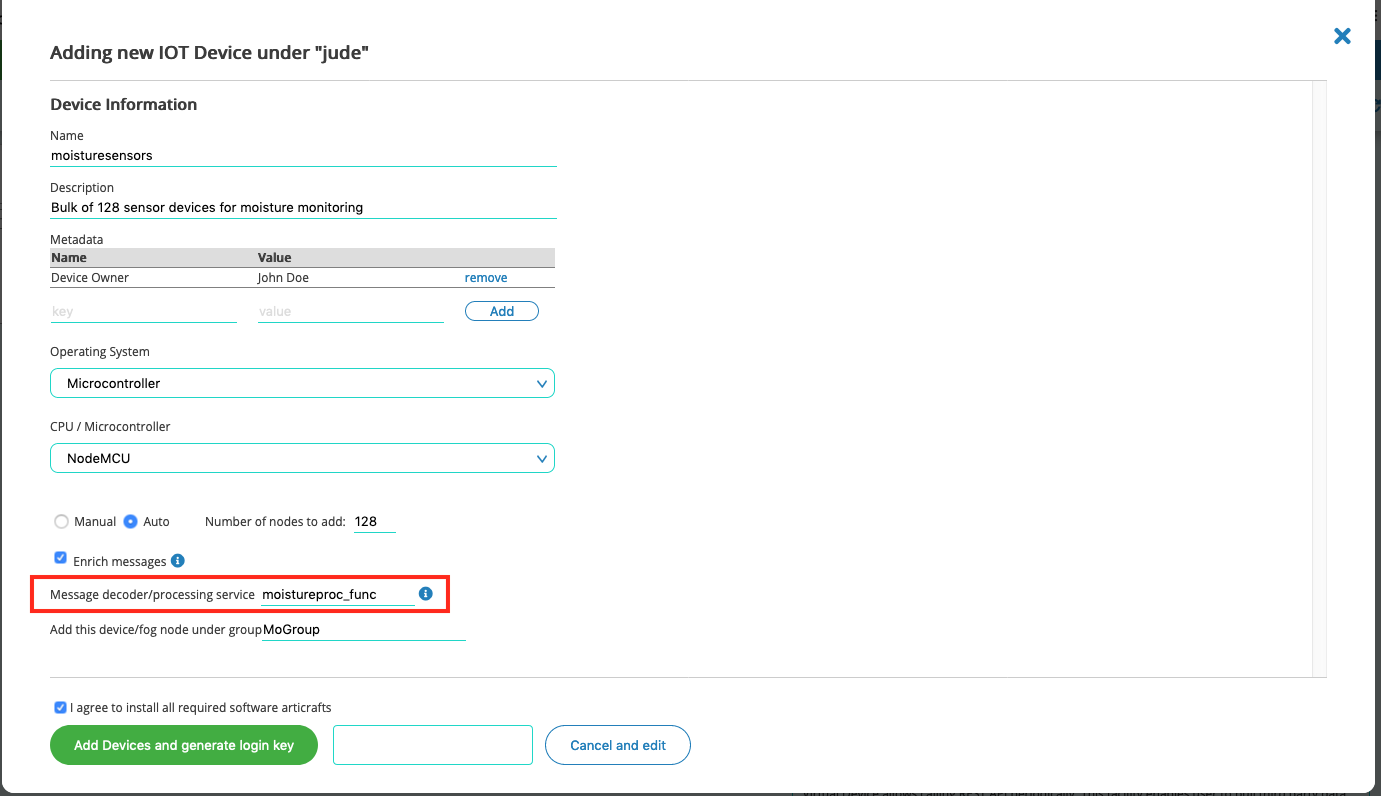 Adding new IOT Device under "jude"
Device Information
Name
moisturesensors
Description
Bulk of 128 sensor devices for moisture monitoring
Metadata
Name Value
Device Owner John Doe remove
key value Add
Operating System
Microcontroller
CPU / Microcontroller
NodeMCU
Manual Auto Number of nodes to add: 128
Enrich messages
Message decoder/processing service moistureproc_func
Add this device/fog node under group MoGroup
I agree to install all required software articrafts
Add Devices and generate login key Cancel and edit